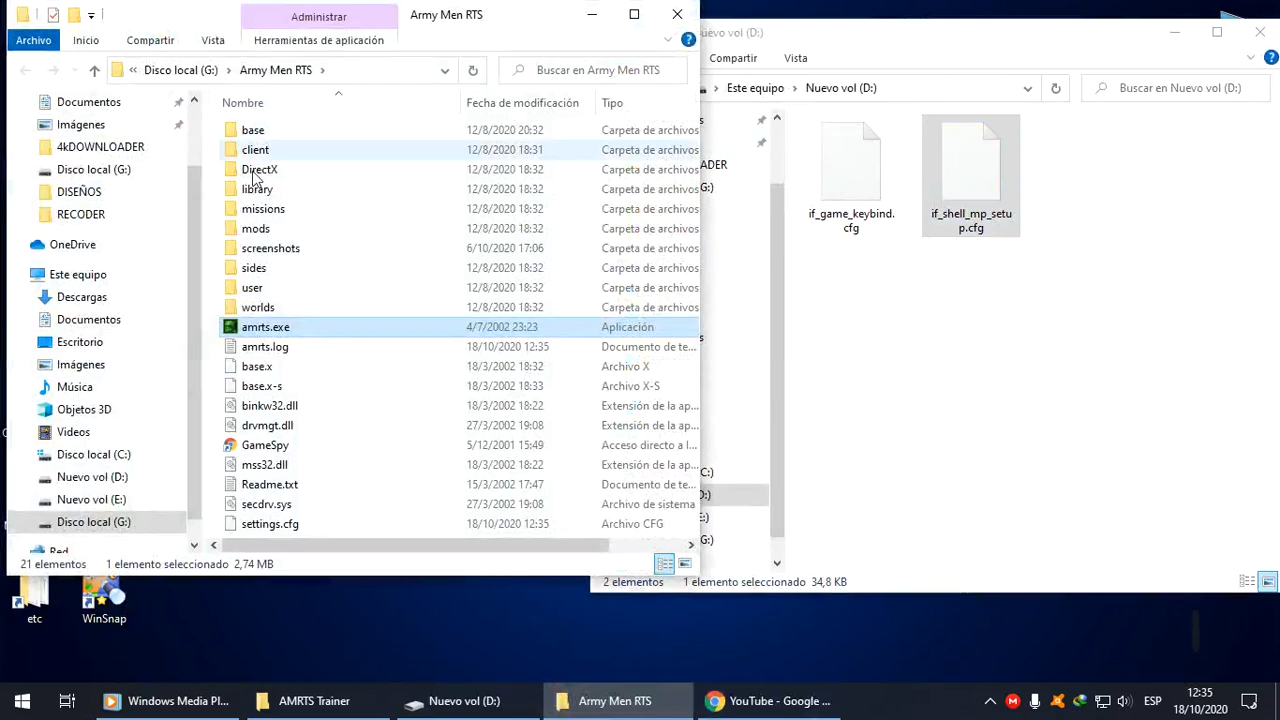 Administrar
Army Men RTS
Archivo
Inicio
Compartir
Vista
Herramientas de aplicación
Disco local (G:) > Army Men RTS >
Buscar en Army Men RTS
Nombre
Fecha de modificación
Tipo
Documentos
Imágenes
4kDOWNLOADER
Disco local (G:)
DISEÑOS
RECODER
OneDrive
Este equipo
Descargas
Documentos
Escritorio
Imágenes
Música
Objetos 3D
Videos
Disco local (C:)
Nuevo vol (D:)
Nuevo vol (E:)
Disco local (G:)
Red
base 12/8/2020 20:32 Carpeta de archivos
client 12/8/2020 18:31 Carpeta de archivos
DirectX 12/8/2020 18:32 Carpeta de archivos
library 12/8/2020 18:32 Carpeta de archivos
missions 12/8/2020 18:32 Carpeta de archivos
mods 12/8/2020 18:32 Carpeta de archivos
screenshots 6/10/2020 17:06 Carpeta de archivos
sides 12/8/2020 18:32 Carpeta de archivos
user 12/8/2020 18:32 Carpeta de archivos
worlds 12/8/2020 18:32 Carpeta de archivos
amrts.exe 4/7/2002 23:23 Aplicación
amrts.log 18/10/2020 12:35 Documento de te...
base.x 18/3/2002 18:32 Archivo X
base.x-s 18/3/2002 18:33 Archivo X-S
binkw32.dll 18/3/2002 18:22 Extensión de la ap...
drvmgt.dll 27/3/2002 19:08 Extensión de la ap...
GameSpy 5/12/2001 15:49 Acceso directo a l...
mss32.dll 18/3/2002 18:22 Extensión de la ap...
Readme.txt 15/3/2002 17:47 Documento de te...
secdrv.sys 27/3/2002 19:08 Archivo de sistema
settings.cfg 18/10/2020 12:35 Archivo CFG
21 elementos
1 elemento seleccionado 2,74 MB
uevo vol (D:)
Compartir
Vista
Este equipo > Nuevo vol (D:)
Buscar en Nuevo vol (D:)
if_game_keybind.
cfg
if_shell_mp_setu
p.cfg
2 elementos
1 elemento seleccionado 34,8 KB
etc
WinSnap
Windows Media Pl...
AMRTS Trainer
Nuevo vol (D:)
Army Men RTS
YouTube - Google ...
ESP
12:35
18/10/2020